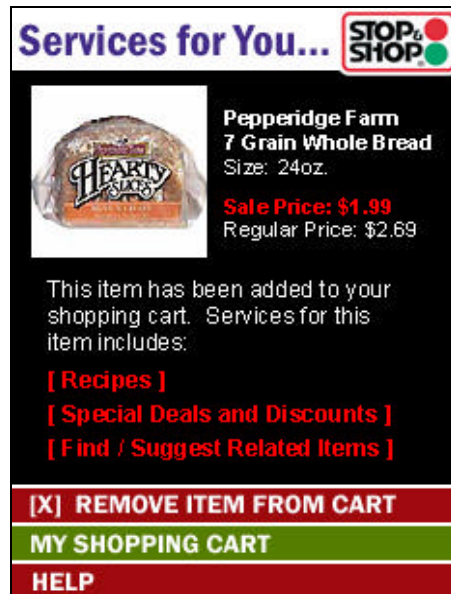 Services for You...
STOP&
SHOP
Pepperidge Farm
7 Grain Whole Bread
Size: 24oz.
HEARTY
SLICES
Sale Price: $1.99
Regular Price: $2.69
This item has been added to your
shopping cart. Services for this
item includes:
[ Recipes ]
[ Special Deals and Discounts ]
[ Find / Suggest Related Items ]
[X] REMOVE ITEM FROM CART
MY SHOPPING CART
HELP